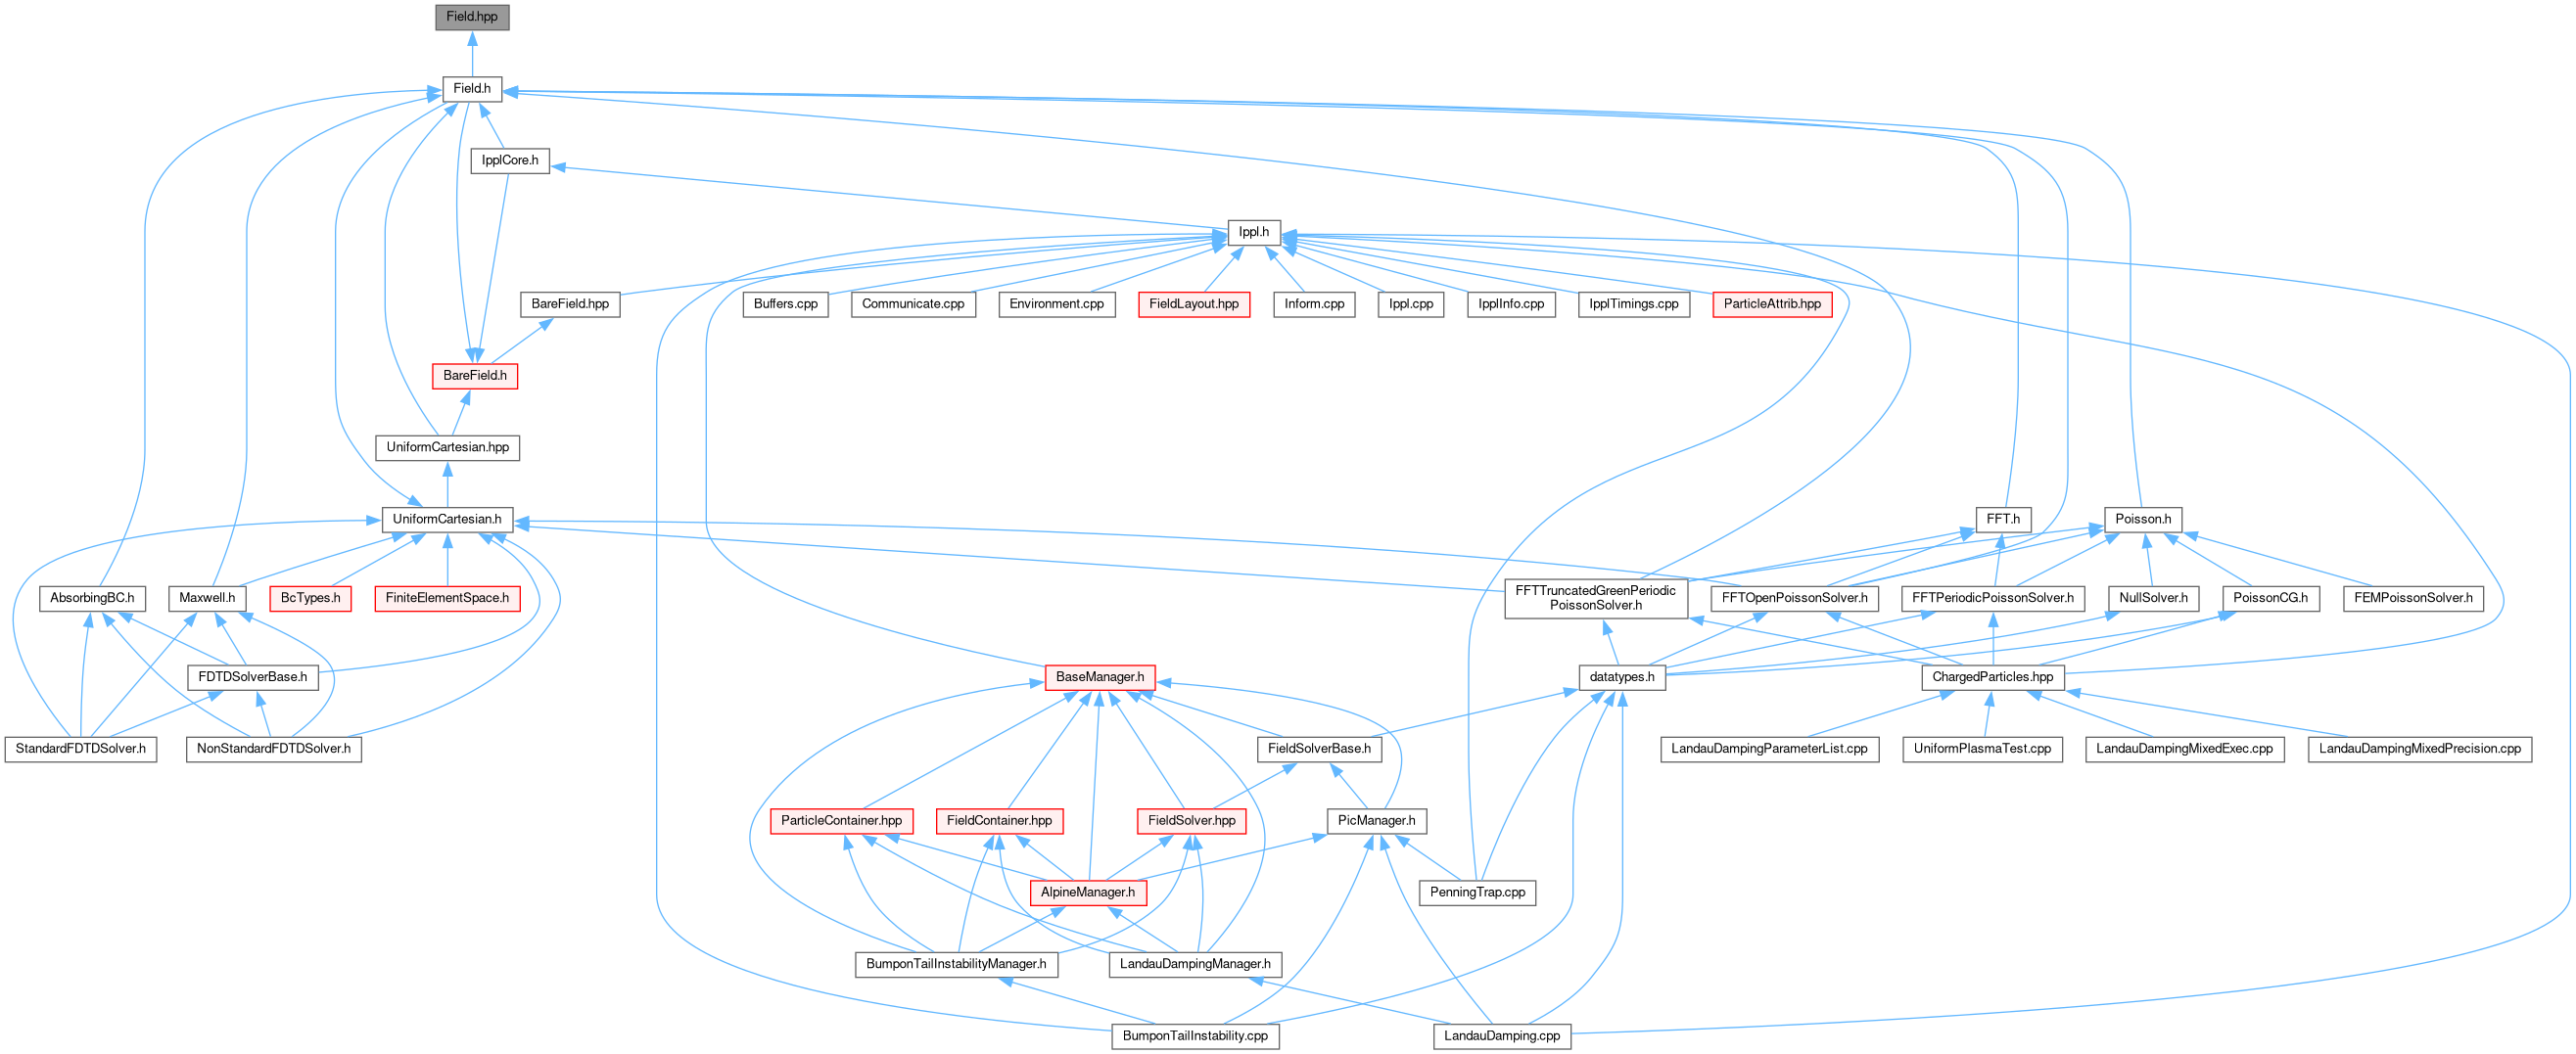 Field.hpp
Field.h
IpplCore.h
Ippl.h
BareField.hpp
Buffers.cpp
Communicate.cpp
Environment.cpp
FieldLayout.hpp
Inform.cpp
Ippl.cpp
IpplInfo.cpp
IpplTimings.cpp
ParticleAttrib.hpp
BareField.h
UniformCartesian.hpp
UniformCartesian.h
FFT.h
Poisson.h
AbsorbingBC.h
Maxwell.h
BcTypes.h
FiniteElementSpace.h
FFTTruncatedGreenPeriodic
PoissonSolver.h
FFTOpenPoissonSolver.h
FFTPeriodicPoissonSolver.h
NullSolver.h
PoissonCG.h
FEMPoissonSolver.h
FDTDSolverBase.h
BaseManager.h
datatypes.h
ChargedParticles.hpp
StandardFDTDSolver.h
NonStandardFDTDSolver.h
FieldSolverBase.h
LandauDampingParameterList.cpp
UniformPlasmaTest.cpp
LandauDampingMixedExec.cpp
LandauDampingMixedPrecision.cpp
ParticleContainer.hpp
FieldContainer.hpp
FieldSolver.hpp
PicManager.h
AlpineManager.h
PenningTrap.cpp
BumponTailInstabilityManager.h
LandauDampingManager.h
BumponTailInstability.cpp
LandauDamping.cpp